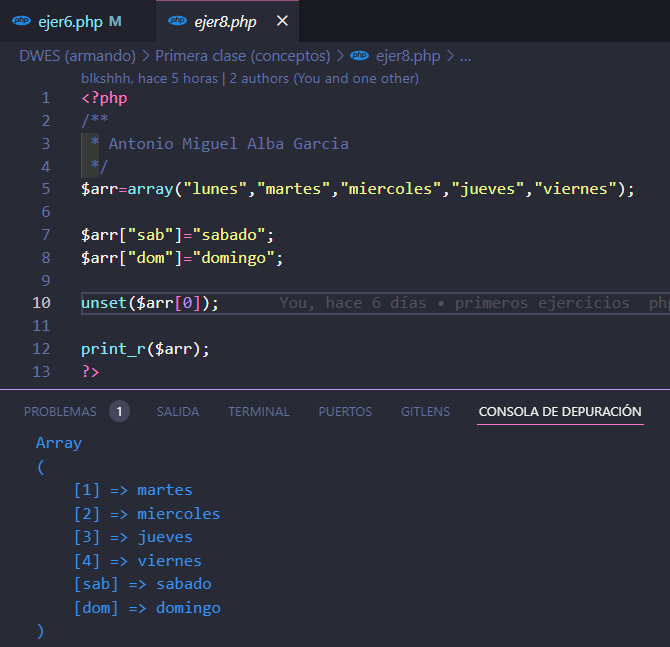 php ejer6.php M php ejer8.php ×
DWES (armando) > Primera clase (conceptos) > php ejer8.php > ...
blkshhh, hace 5 horas | 2 authors (You and one other)
1 <?php
2 /**
3 * Antonio Miguel Alba Garcia
4 */
5 $arr=array("lunes","martes","miercoles","jueves","viernes");
6
7 $arr["sab"]="sabado";
8 $arr["dom"]="domingo";
9
10 unset($arr[0]); You, hace 6 días • primeros ejercicios
11
12 print_r($arr);
13 ?>
PROBLEMAS 1 SALIDA TERMINAL PUERTOS GITLENS CONSOLA DE DEPURACIÓN
Array
(
[1] => martes
[2] => miercoles
[3] => jueves
[4] => viernes
[sab] => sabado
[dom] => domingo
)